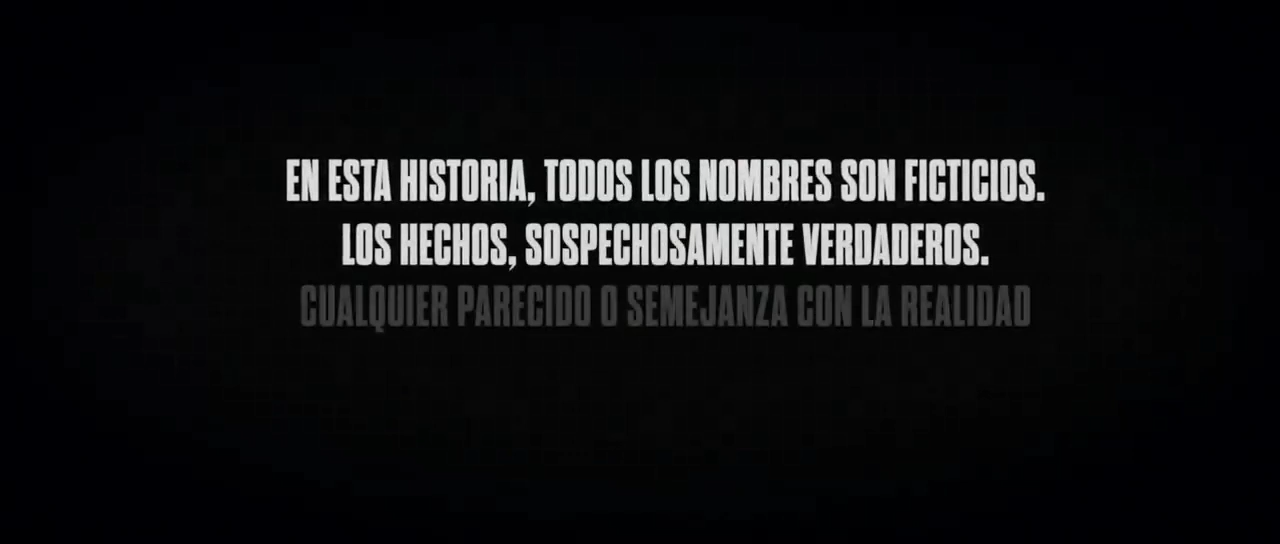 EN ESTA HISTORIA, TODOS LOS NOMBRES SON FICTICIOS.
LOS HECHOS, SOSPECHOSAMENTE VERDADEROS.
CUALQUIER PARECIDO O SEMEJANZA CON LA REALIDAD